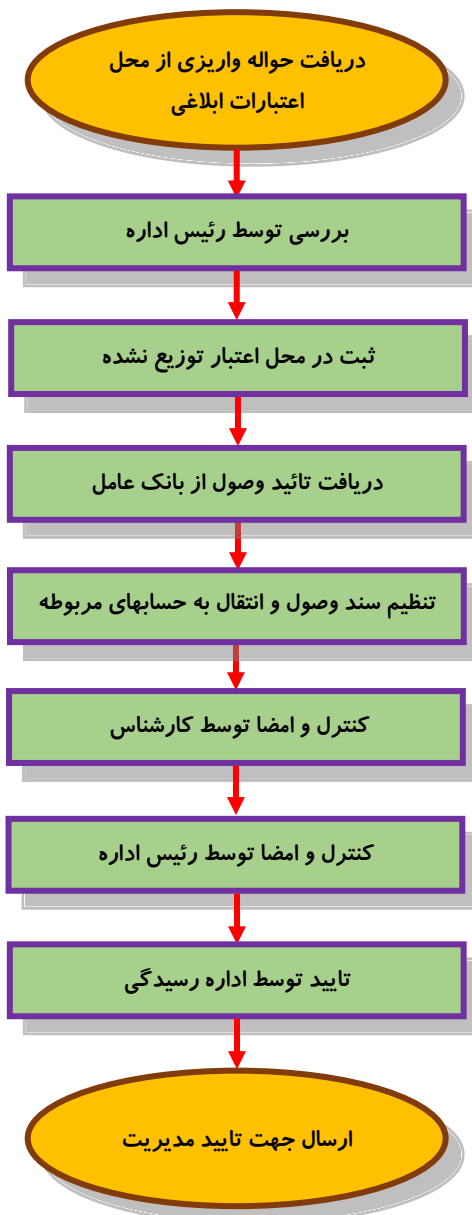 دریافت حواله واریزی از محل
اعتبارات ابلاغی
بررسی توسط رئیس اداره
ثبت در محل اعتبار توزیع نشده
دریافت تائید وصول از بانک عامل
تنظیم سند وصول و انتقال به حسابهای مربوطه
کنترل و امضا توسط کارشناس
کنترل و امضا توسط رئیس اداره
تایید توسط اداره رسیدگی
ارسال جهت تایید مدیریت